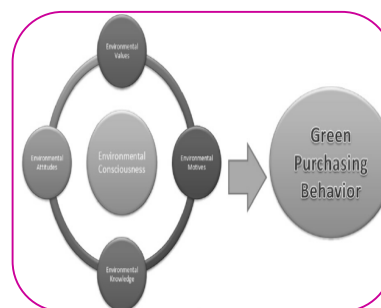 Environmental
Values
Environmental
Attitudes
Environmental
Consciousness
Environmental
Motives
Environmental
Knowledge
Green
Purchasing
Behavior